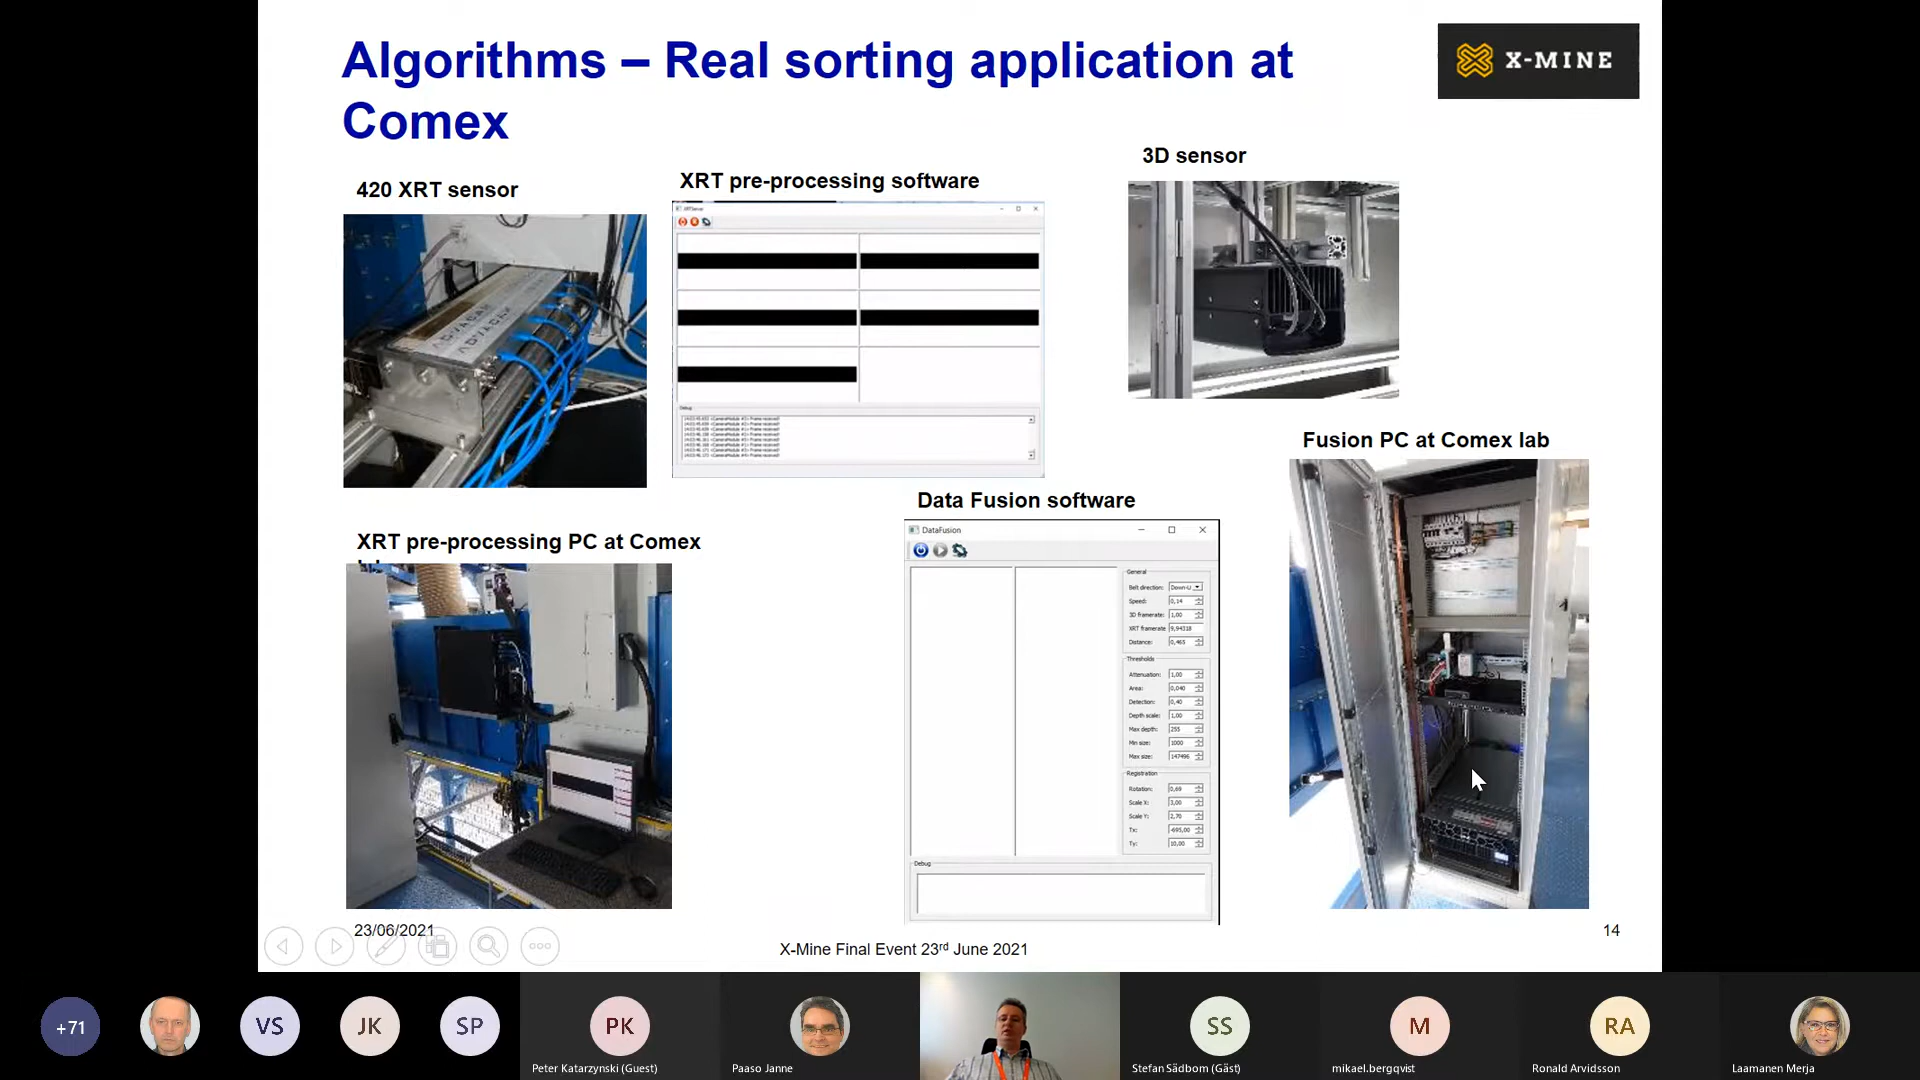 Algorithms – Real sorting application at
Comex
X-MINE
3D sensor
420 XRT sensor
XRT pre-processing software
Debug
Fusion PC at Comex lab
Data Fusion software
XRT pre-processing PC at Comex
ADVACAM
DataFusion
General
Belt direction: Down-U
Speed: 0,14
3D framerate: 1,00
XRT framerate 9,94318
Distance: 0,465
Thresholds
Attenuation: 1,00
Area: 0,040
Detection: 0,40
Depth scale: 1,00
Max depth: 255
Min size: 1000
Max size: 147496
Registration
Rotation: 0,69
Scale X: 3,00
Scale Y: 2,70
Tx: -695,00
Ty: 10,00
Debug
23/06/2021
X-Mine Final Event 23rd June 2021
14
+71
VS
JK
SP
PK
Peter Katarzynski (Guest)
Paaso Janne
SS
Stefan Sädbom (Gäst)
M
mikael.bergqvist
RA
Ronald Arvidsson
Laamanen Merja